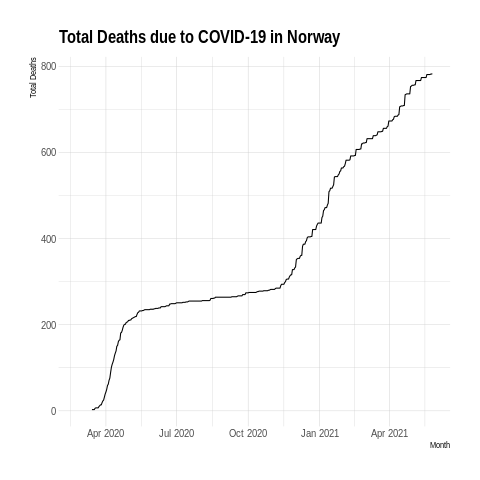 Total Deaths due to COVID-19 in Norway
Total Deaths
800
600
400
200
0
Apr 2020 Jul 2020 Oct 2020 Jan 2021 Apr 2021
Month